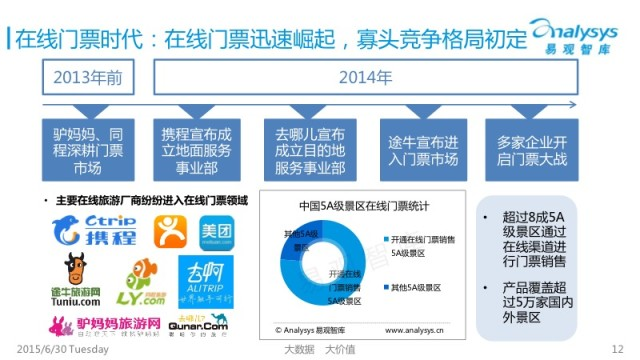 在线门票时代：在线门票迅速崛起，寡头竞争格局初定
analysys
易观智库
2013年前
2014年
驴妈妈、同
程深耕门票
市场
携程宣布成
立地面服务
事业部
去哪儿宣布
成立目的地
服务事业部
途牛宣布进
入门票市场
多家企业开
启门票大战
• 主要在线旅游厂商纷纷进入在线门票领域
Ctrip
携程
美团
meituan.com
途牛旅游网
Tuniu.com
LY.com
去啊
ALITRIP
世界触手可行
驴妈妈旅游网
去哪儿?
Qunar.Com
中国5A级景区在线门票统计
其他5A级
景区
开通在线
门票销售
5A级景区
开通在线门票销售
5A级景区
其他5A级景区
© Analysys 易观智库
www.analysys.cn
• 超过8成5A
级景区通过
在线渠道进
行门票销售
• 产品覆盖超
过5万家国内
外景区
2015/6/30 Tuesday
大数据 大价值
12